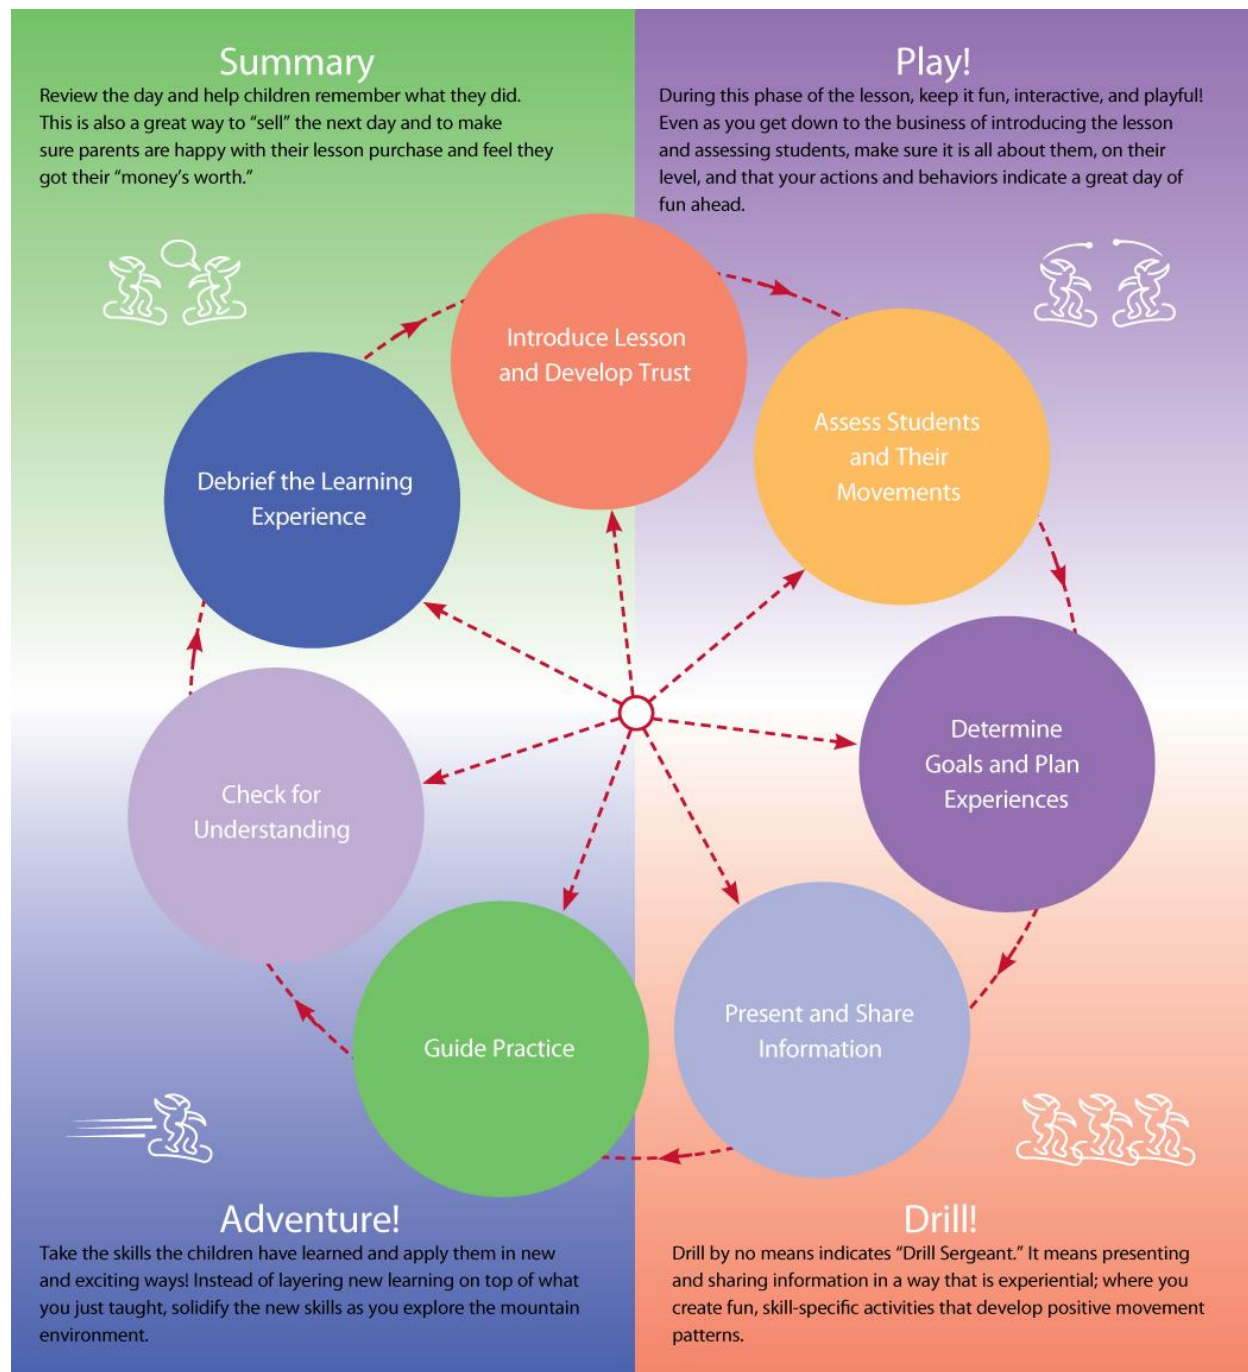 Summary
Review the day and help children remember what they did.
This is also a great way to “sell” the next day and to make
sure parents are happy with their lesson purchase and feel they
got their “money’s worth.”
Play!
During this phase of the lesson, keep it fun, interactive, and playful!
Even as you get down to the business of introducing the lesson
and assessing students, make sure it is all about them, on their
level, and that your actions and behaviors indicate a great day of
fun ahead.
Introduce Lesson
and Develop Trust
Assess Students
and Their
Movements
Determine
Goals and Plan
Experiences
Present and Share
Information
Guide Practice
Check for
Understanding
Debrief the Learning
Experience
Adventure!
Take the skills the children have learned and apply them in new
and exciting ways! Instead of layering new learning on top of what
you just taught, solidify the new skills as you explore the mountain
environment.
Drill!
Drill by no means indicates “Drill Sergeant.” It means presenting
and sharing information in a way that is experiential; where you
create fun, skill-specific activities that develop positive movement
patterns.